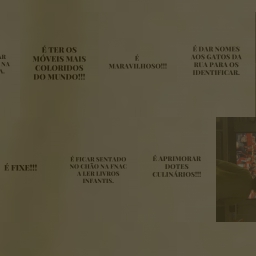 AR
NA
A.
É TER OS
MÓVEIS MAIS
COLORIDOS
DO MUNDO!!!
É
MARAVILHOSO!!!
É DAR NOMES
AOS GATOS DA
RUA PARA OS
IDENTIFICAR.
É FIXE!!!
É FICAR SENTADO
NO CHÃO NA FNAC
A LER LIVROS
INFANTIS.
É APRIMORAR
DOTES
CULINÁRIOS!!!